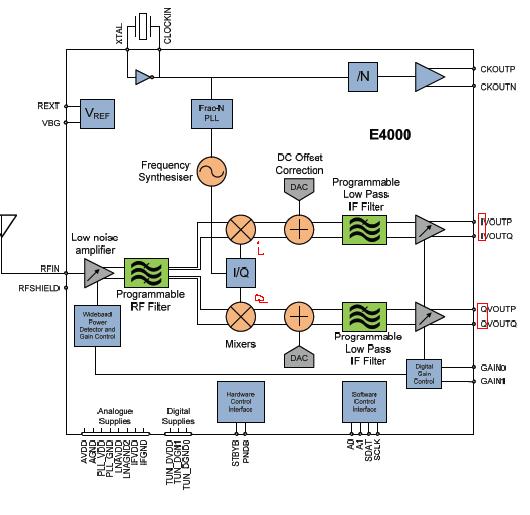 XTAL
CLOCKIN
/N
CKOUTP
CKOUTN
REXT
VBG
VREF
Frac-N
PLL
E4000
Frequency
Synthesiser
DC Offset
Correction
DAC
Programmable
Low Pass
IF Filter
IVOUTP
IVOUTQ
Low noise
amplifier
RFIN
RFSHIELD
Programmable
RF Filter
I/Q
Wideband
Power
Detector and
Gain Control
Mixers
DAC
Programmable
Low Pass
IF Filter
QVOUTP
QVOUTQ
Digital
Gain
Control
GAIN0
GAIN1
Hardware
Control
Interface
Software
Control
Interface
Analogue
Supplies
Digital
Supplies
AVDD
AGND
PLL_VDD
PLL_GND
LNAVDD
LNAGND2
IFVDD
IFGND
TUN_DVDD
TUN_DGN1
TUN_DGND0
STBYB
PNDB
A0
A1
SDAT
SCLK